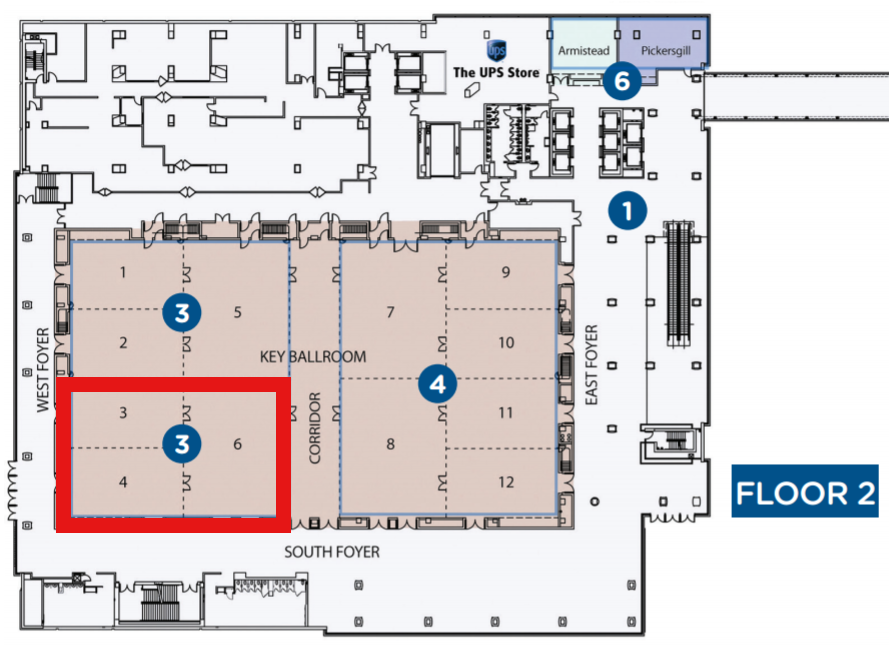 Armistead
Pickersgill
ups
The UPS Store
6
1
1
9
3
5
7
2
10
KEY BALLROOM
WEST FOYER
EAST FOYER
4
3
11
CORRIDOR
3
6
8
4
12
FLOOR 2
SOUTH FOYER